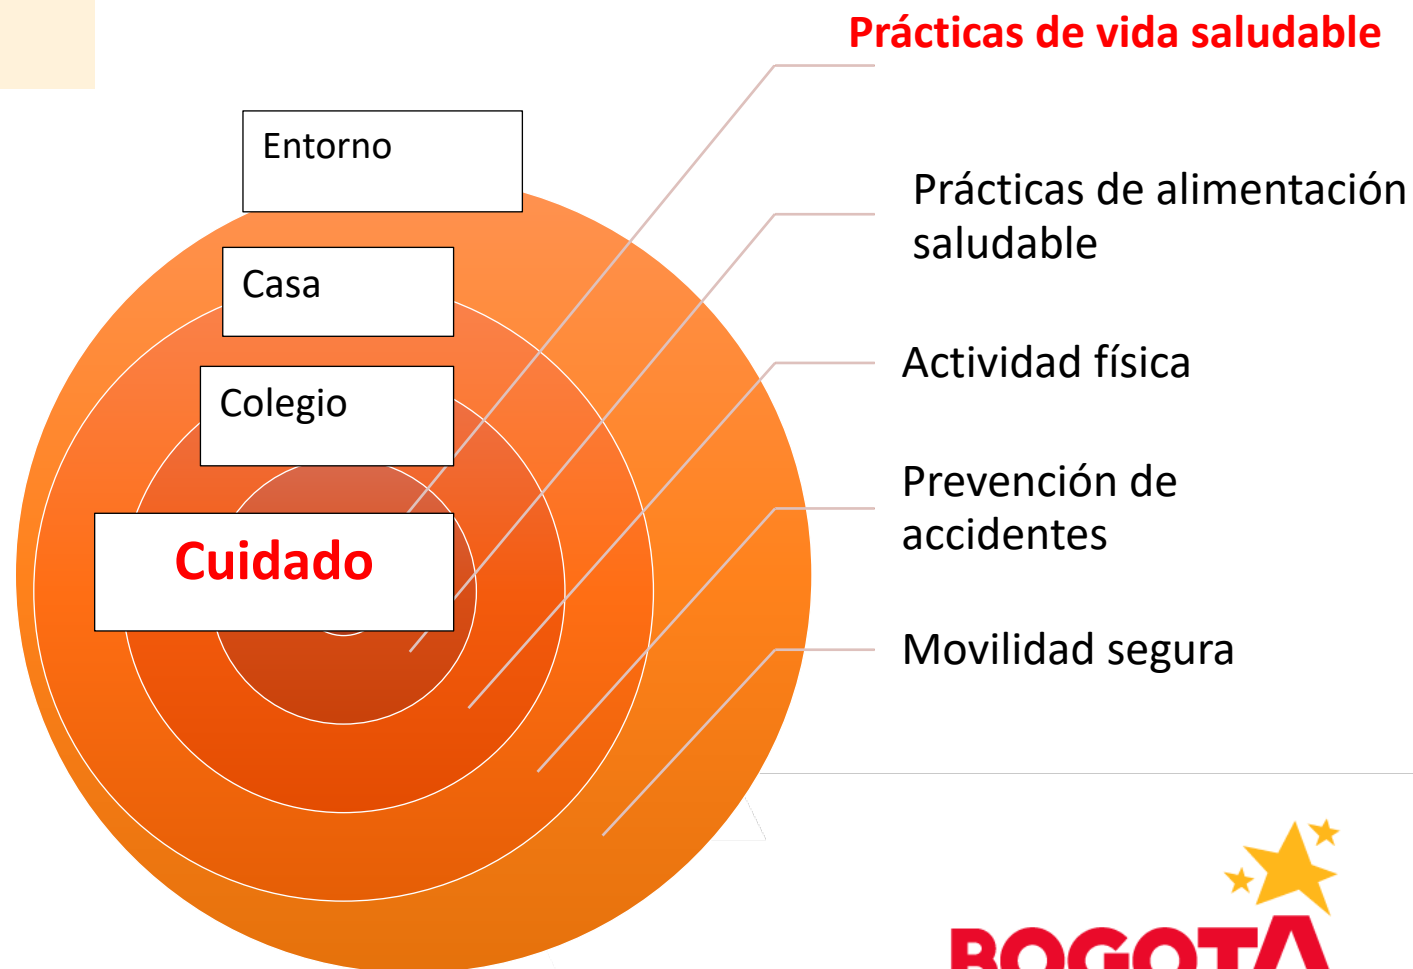 Prácticas de vida saludable
Entorno
Prácticas de alimentación
saludable
Casa
Actividad física
Colegio
Prevención de
accidentes
Cuidado
Movilidad segura
BOGOTÁ